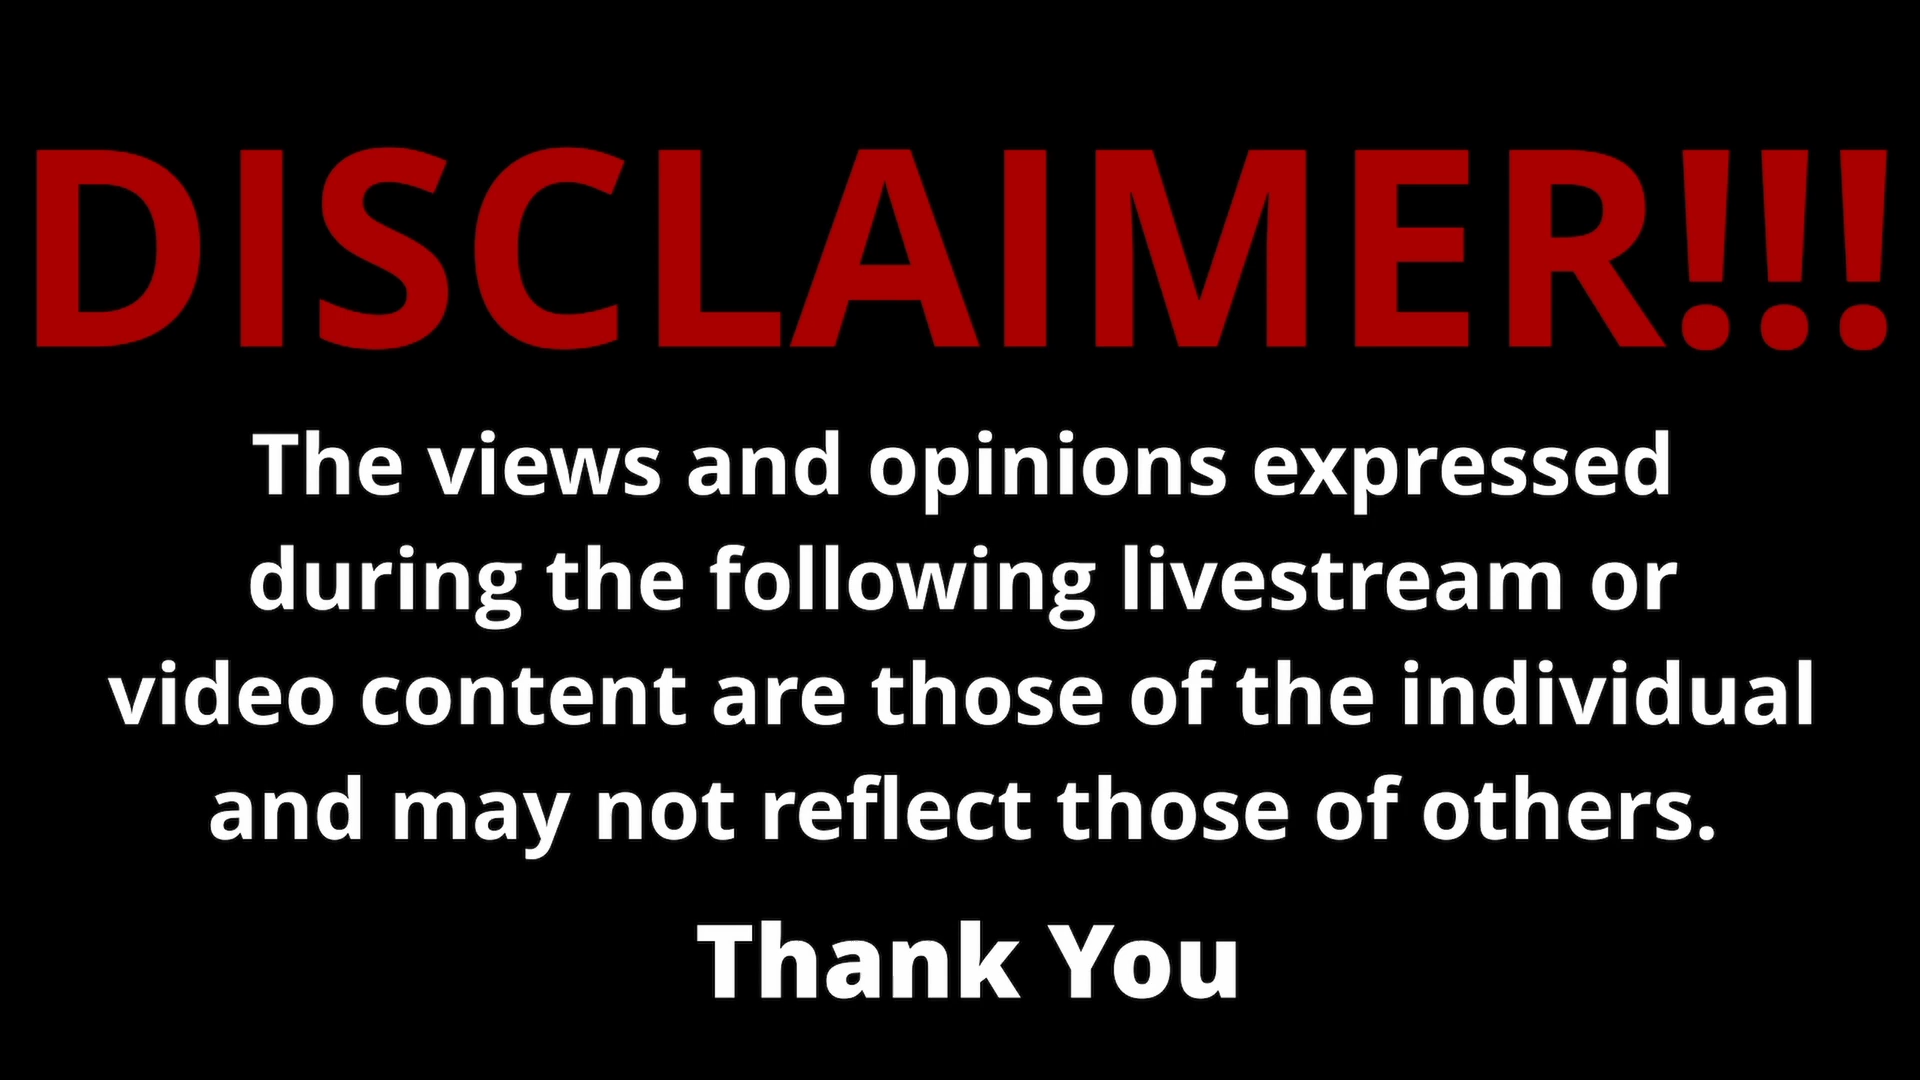 DISCLAIMER!!!
The views and opinions expressed
during the following livestream or
video content are those of the individual
and may not reflect those of others.
Thank You